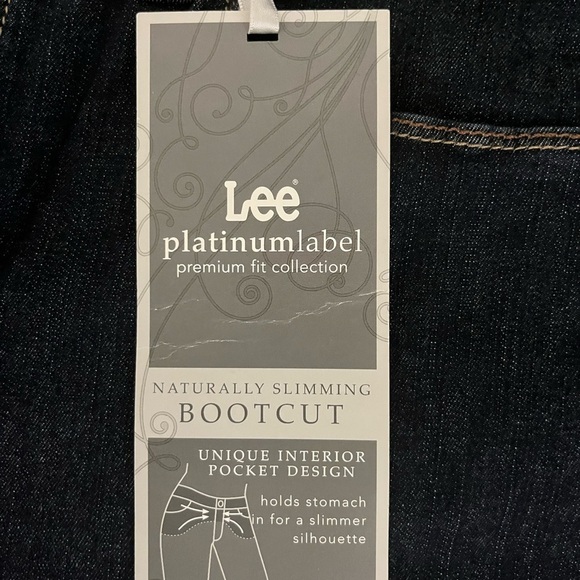 Lee®
platinumlabel
premium fit collection
NATURALLY SLIMMING
BOOTCUT
UNIQUE INTERIOR
POCKET DESIGN
holds stomach
in for a slimmer
silhouette